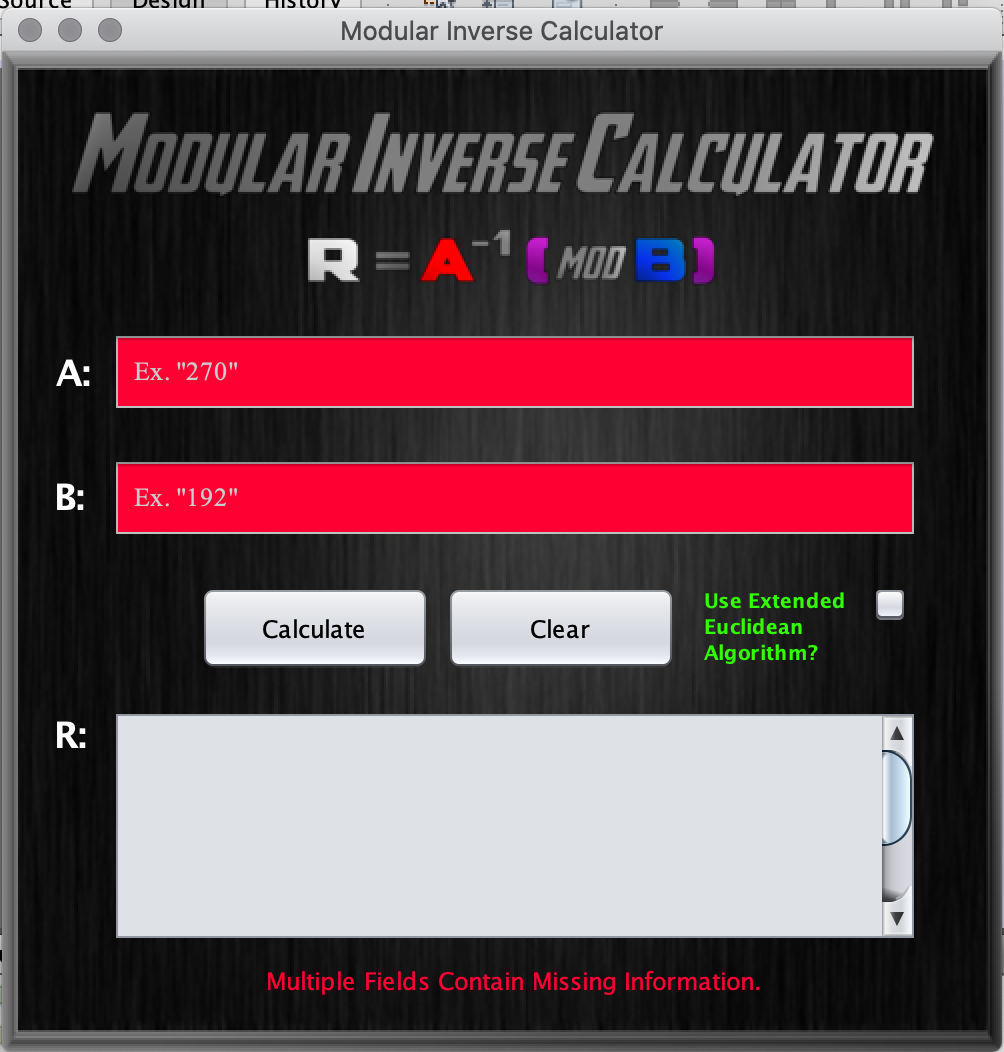 Source Design History
Modular Inverse Calculator
MODULAR INVERSE CALCULATOR
R = A⁻¹ ( MOD B )
A: Ex. "270"
B: Ex. "192"
Calculate Clear
Use Extended
Euclidean
Algorithm?
R:
Multiple Fields Contain Missing Information.